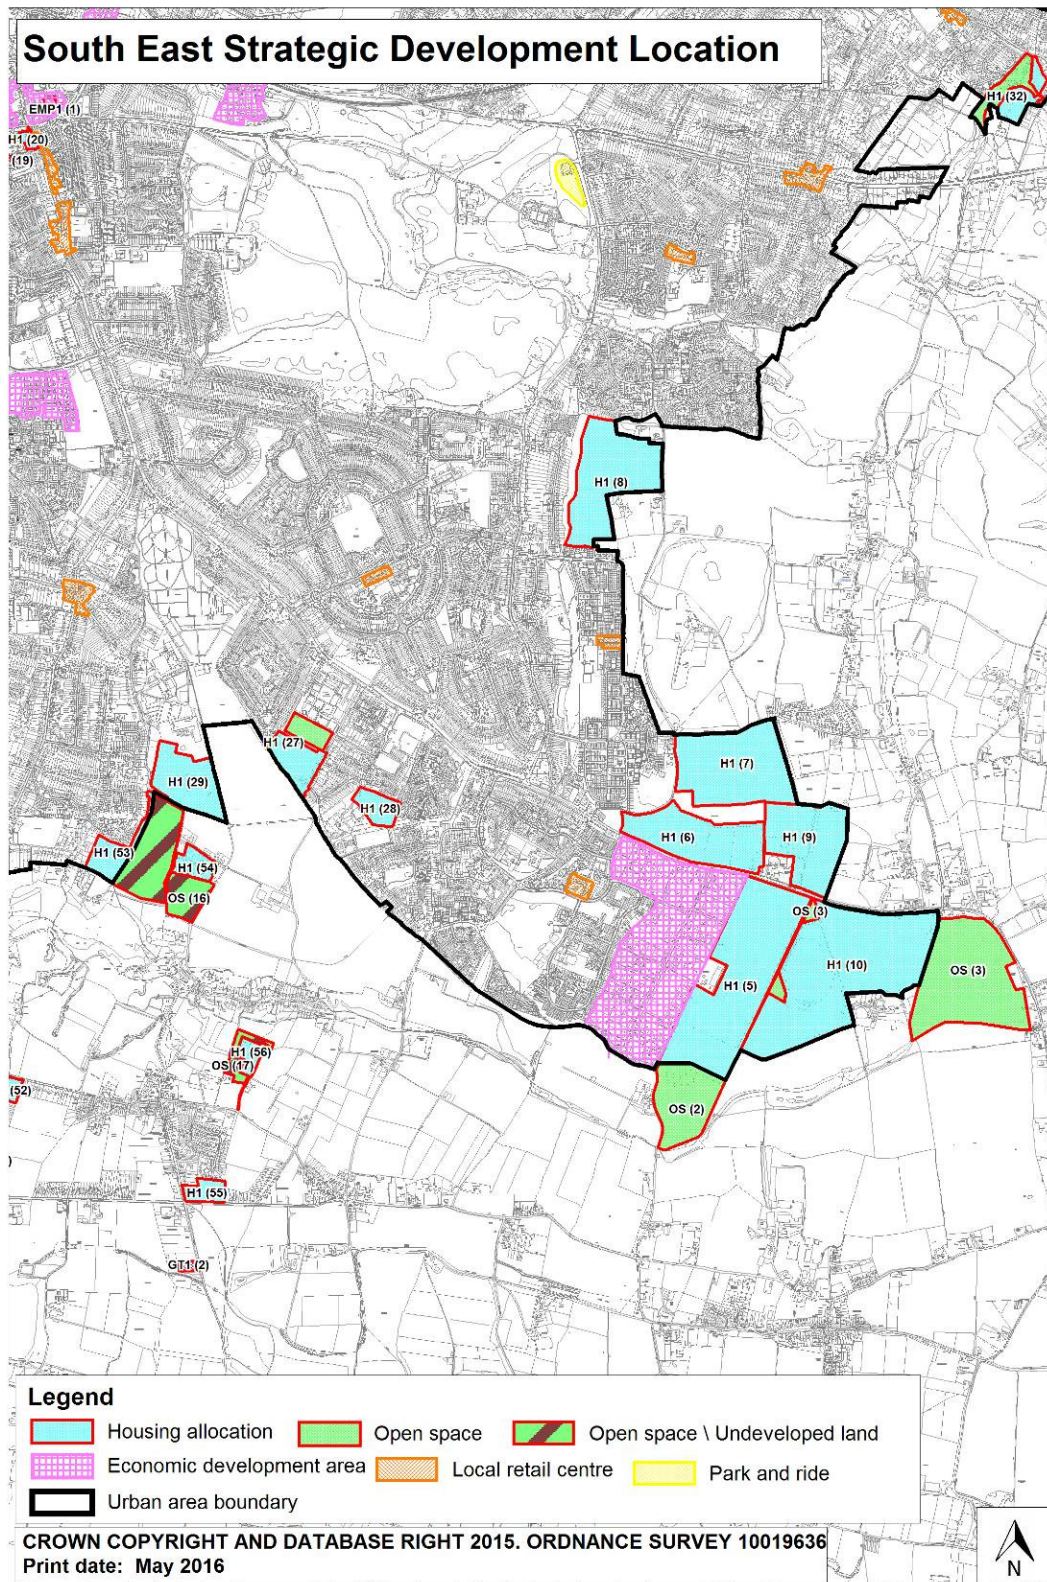 South East Strategic Development Location
EMP1 (1)
H1 (32)
H1 (20)
(19)
H1 (8)
H1 (27)
H1 (7)
H1 (29)
H1 (28)
H1 (6)
H1 (9)
H1 (53)
H1 (54)
OS (16)
OS (3)
H1 (10)
OS (3)
H1 (5)
H1 (56)
OS (17)
(52)
OS (2)
)
H1 (55)
GT1 (2)
Legend
Housing allocation
Open space
Open space \ Undeveloped land
Economic development area
Local retail centre
Park and ride
Urban area boundary
CROWN COPYRIGHT AND DATABASE RIGHT 2015. ORDNANCE SURVEY 10019636
Print date: May 2016
N